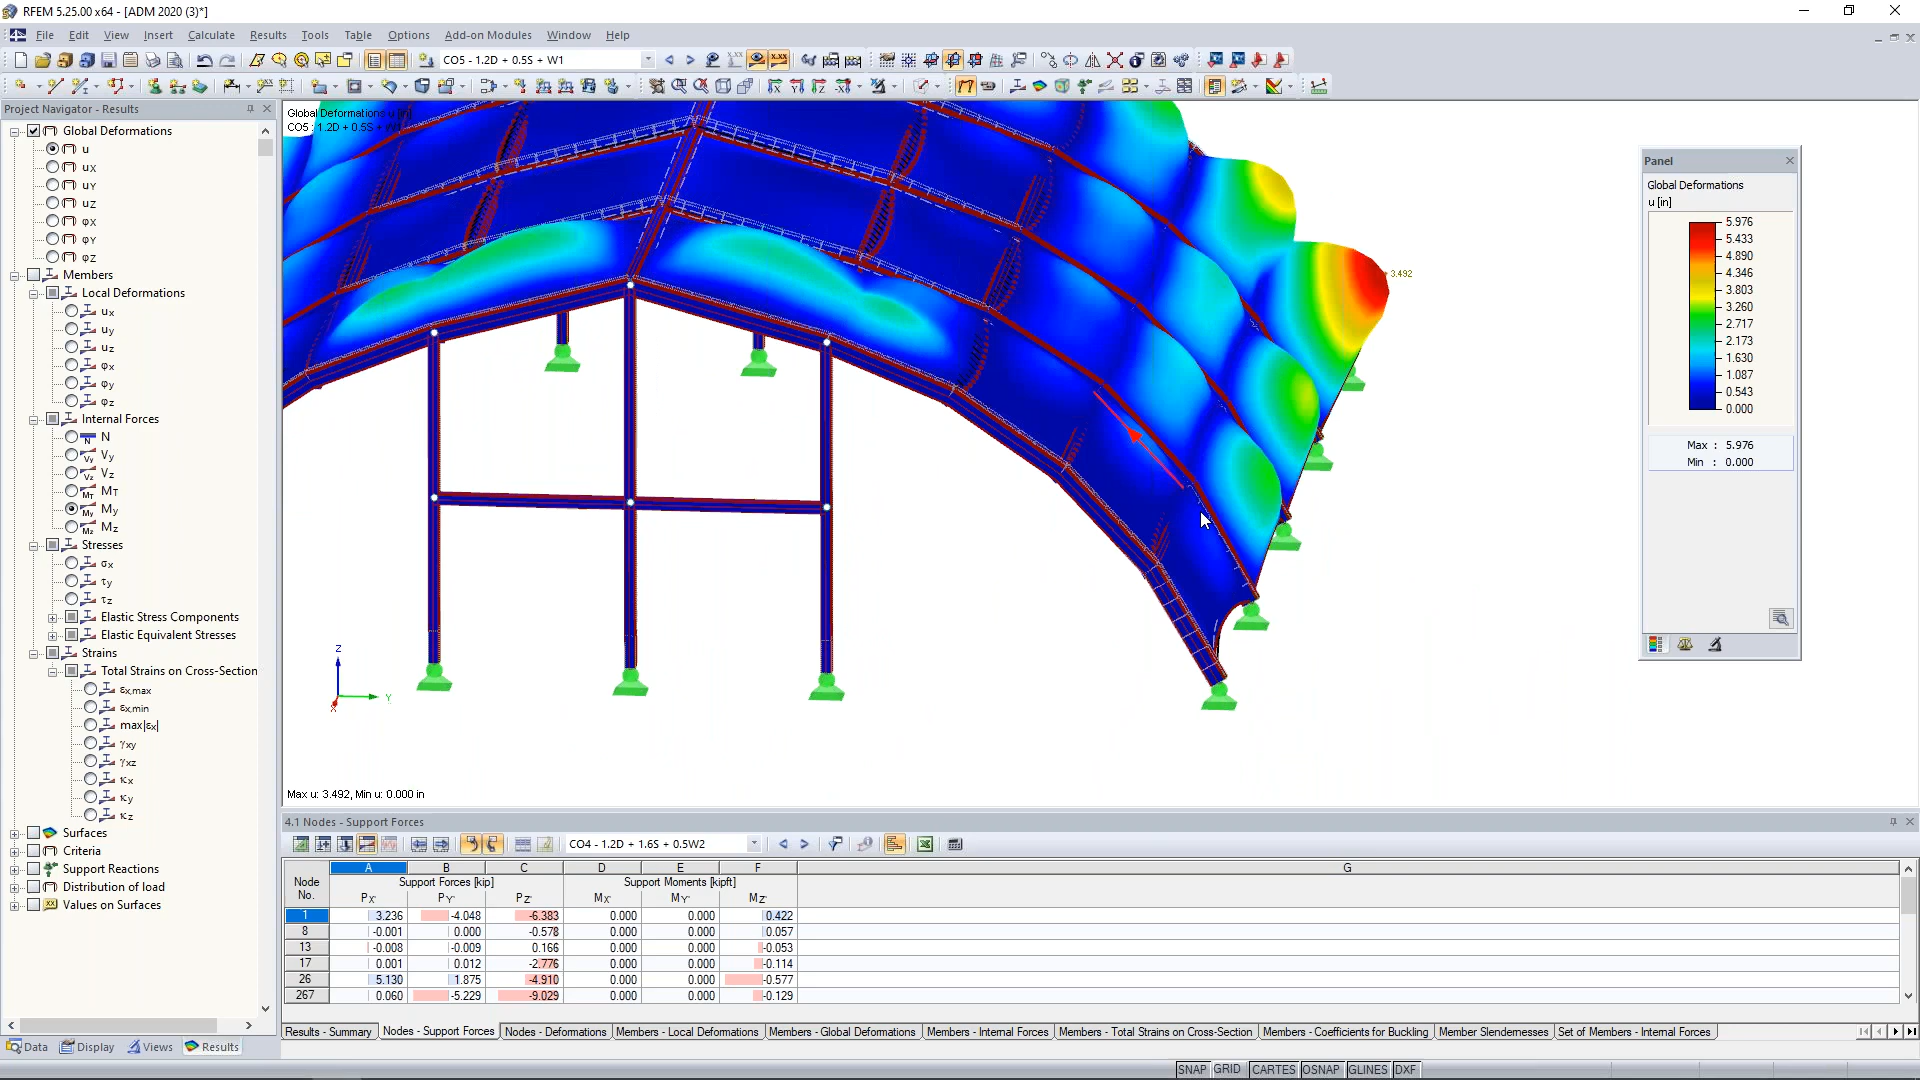 RFEM 5.25.00 x64 - [ADM 2020 (3)*]
File Edit View Insert Calculate Results Tools Table Options Add-on Modules Window Help
CO5 - 1.2D + 0.5S + W1
Project Navigator - Results
Global Deformations
u
uX
uY
uZ
φX
φY
φZ
Members
Local Deformations
ux
uy
uz
φx
φy
φz
Internal Forces
N
Vy
Vz
MT
My
Mz
Stresses
σx
τy
τz
Elastic Stress Components
Elastic Equivalent Stresses
Strains
Total Strains on Cross-Section
εx,max
εx,min
max|εx|
γxy
γxz
κx
κy
κz
Surfaces
Criteria
Support Reactions
Distribution of load
Values on Surfaces
Data Display Views Results
Global Deformations u
CO5 : 1.2D + 0.5S +
3.492
Z
Y
X
Max u: 3.492, Min u: 0.000 in
Panel
Global Deformations
u [in]
5.976
5.433
4.890
4.346
3.803
3.260
2.717
2.173
1.630
1.087
0.543
0.000
Max : 5.976
Min : 0.000
4.1 Nodes - Support Forces
CO4 - 1.2D + 1.6S + 0.5W2
A B C D E F G
Node Support Forces [kip] Support Moments [kipft]
No. PX' PY' PZ' MX' MY' MZ'
1 3.236 -4.048 -6.383 0.000 0.000 0.422
8 -0.001 0.000 -0.578 0.000 0.000 0.057
13 -0.008 -0.009 0.166 0.000 0.000 -0.053
17 0.001 0.012 -2.776 0.000 0.000 -0.114
26 5.130 1.875 -4.910 0.000 0.000 -0.577
267 0.060 -5.229 -9.029 0.000 0.000 -0.129
Results - Summary Nodes - Support Forces Nodes - Deformations Members - Local Deformations Members - Global Deformations Members - Internal Forces Members - Total Strains on Cross-Section Members - Coefficients for Buckling Member Slendernesses Set of Members - Internal Forces
SNAP GRID CARTES OSNAP GLINES DXF